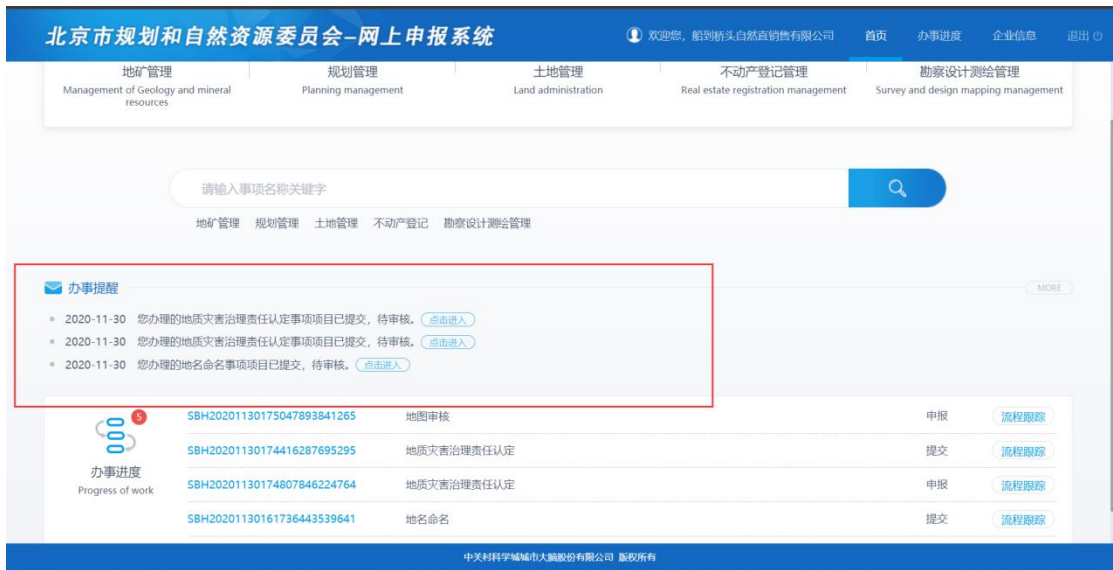 北京市规划和自然资源委员会–网上申报系统
欢迎您，船到桥头自然直销售有限公司 首页 办事进度 企业信息 退出
地矿管理 规划管理 土地管理 不动产登记管理 勘察设计测绘管理
Management of Geology and mineral resources Planning management Land administration Real estate registration management Survey and design mapping management
请输入事项名称关键字
地矿管理 规划管理 土地管理 不动产登记 勘察设计测绘管理
办事提醒 MORE
2020-11-30 您办理的地质灾害治理责任认定事项项目已提交，待审核。 点击进入
2020-11-30 您办理的地质灾害治理责任认定事项项目已提交，待审核。 点击进入
2020-11-30 您办理的地名命名事项项目已提交，待审核。 点击进入
5
办事进度
Progress of work
SBH20201130175047893841265 地图审核 申报 流程跟踪
SBH20201130174416287695295 地质灾害治理责任认定 提交 流程跟踪
SBH20201130174807846224764 地质灾害治理责任认定 申报 流程跟踪
SBH20201130161736443539641 地名命名 提交 流程跟踪
中关村科学城城市大脑股份有限公司 版权所有